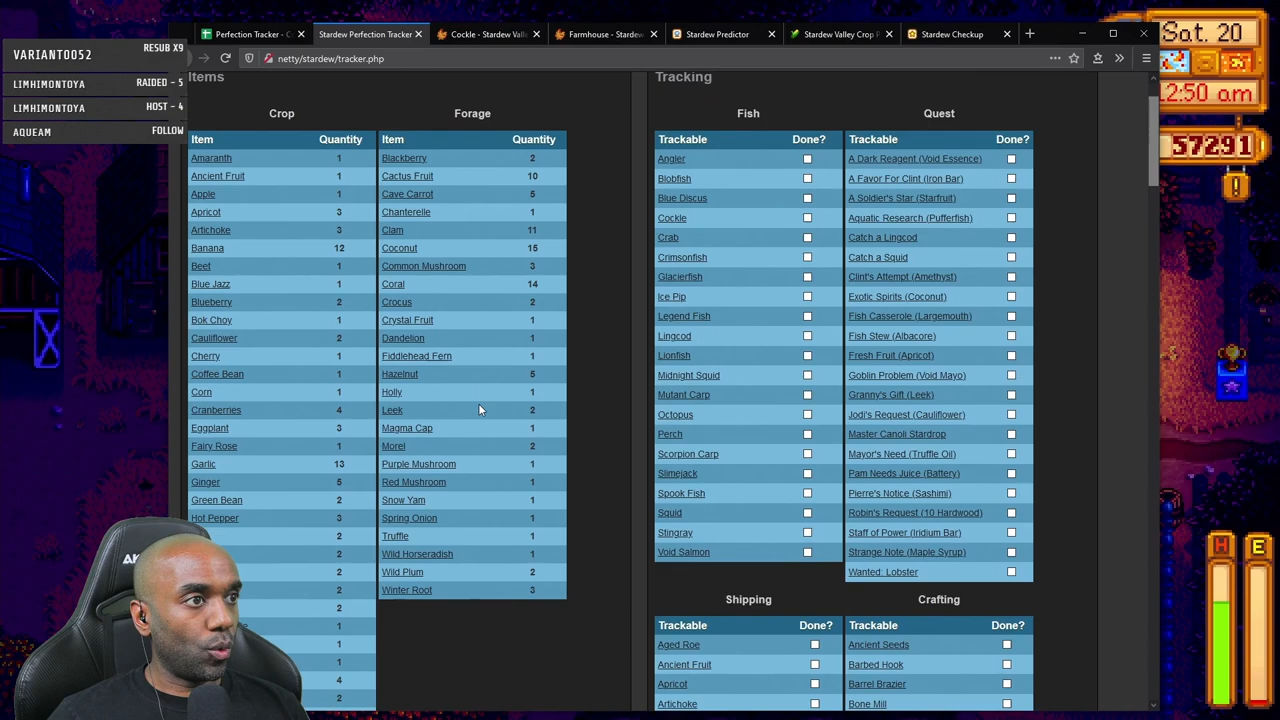 VARIANT0052 RESUB X9
LIMHIMONTOYA RAIDED - 5
LIMHIMONTOYA HOST - 4
AQUEAM FOLLOW
Perfection Tracker - C
Stardew Perfection Tracker
- Stardew Valle
Farmhouse - Stardew
Stardew Predictor
Stardew Valley Crop P
Stardew Checkup
netty/stardew/tracker.php
Items
Crop
Item Quantity
Amaranth 1
Ancient Fruit 1
Apple 1
Apricot 3
Artichoke 3
Banana 12
Beet 1
Blue Jazz 1
Blueberry 2
Bok Choy 1
Cauliflower 2
Cherry 1
Coffee Bean 1
Corn 1
Cranberries 4
Eggplant 3
Fairy Rose 1
Garlic 13
Ginger 5
Green Bean 2
Hot Pepper 3
2
2
2
2
1
1
1
4
2
Forage
Item Quantity
Blackberry 2
Cactus Fruit 10
Cave Carrot 5
Chanterelle 1
Clam 11
Coconut 15
Common Mushroom 3
Coral 14
Crocus 2
Crystal Fruit 1
Dandelion 1
Fiddlehead Fern 1
Hazelnut 5
Holly 1
Leek 2
Magma Cap 1
Morel 2
Purple Mushroom 1
Red Mushroom 1
Snow Yam 1
Spring Onion 1
Truffle 1
Wild Horseradish 1
Wild Plum 2
Winter Root 3
Tracking
Fish
Trackable Done?
Angler
Blobfish
Blue Discus
Cockle
Crab
Crimsonfish
Glacierfish
Ice Pip
Legend Fish
Lingcod
Lionfish
Midnight Squid
Mutant Carp
Octopus
Perch
Scorpion Carp
Slimejack
Spook Fish
Squid
Stingray
Void Salmon
Quest
Trackable Done?
A Dark Reagent (Void Essence)
A Favor For Clint (Iron Bar)
A Soldier's Star (Starfruit)
Aquatic Research (Pufferfish)
Catch a Lingcod
Catch a Squid
Clint's Attempt (Amethyst)
Exotic Spirits (Coconut)
Fish Casserole (Largemouth)
Fish Stew (Albacore)
Fresh Fruit (Apricot)
Goblin Problem (Void Mayo)
Granny's Gift (Leek)
Jodi's Request (Cauliflower)
Master Canoli Stardrop
Mayor's Need (Truffle Oil)
Pam Needs Juice (Battery)
Pierre's Notice (Sashimi)
Robin's Request (10 Hardwood)
Staff of Power (Iridium Bar)
Strange Note (Maple Syrup)
Wanted: Lobster
Shipping
Trackable Done?
Aged Roe
Ancient Fruit
Apricot
Artichoke
Crafting
Trackable Done?
Ancient Seeds
Barbed Hook
Barrel Brazier
Bone Mill
Sat. 20
12:50 am
57291
H E